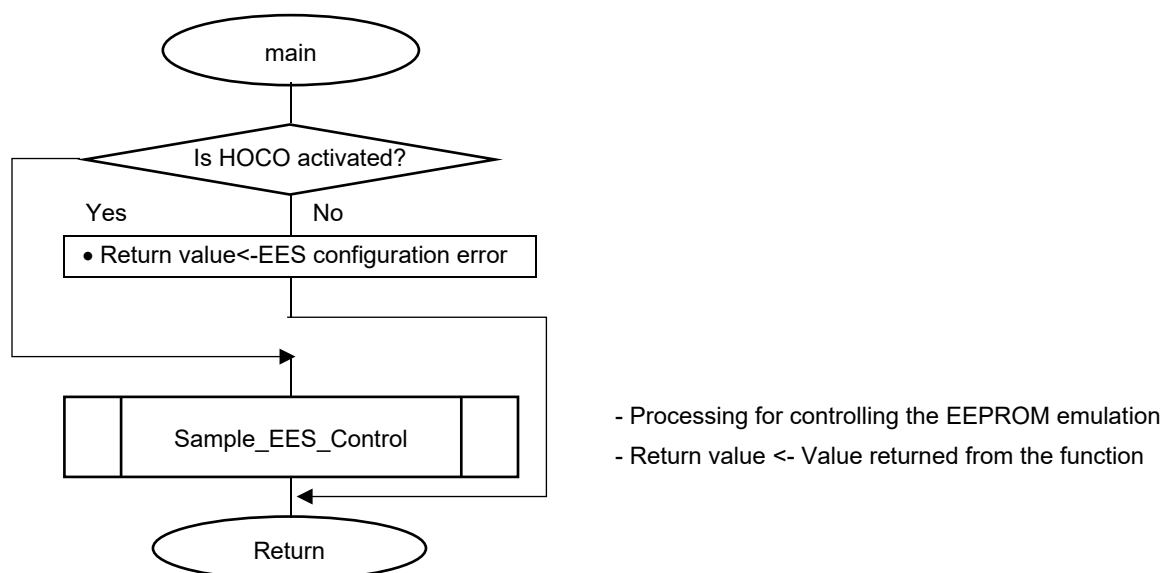 main
Is HOCO activated?
Yes
No
• Return value<-EES configuration error
Sample_EES_Control
- Processing for controlling the EEPROM emulation
- Return value <- Value returned from the function
Return